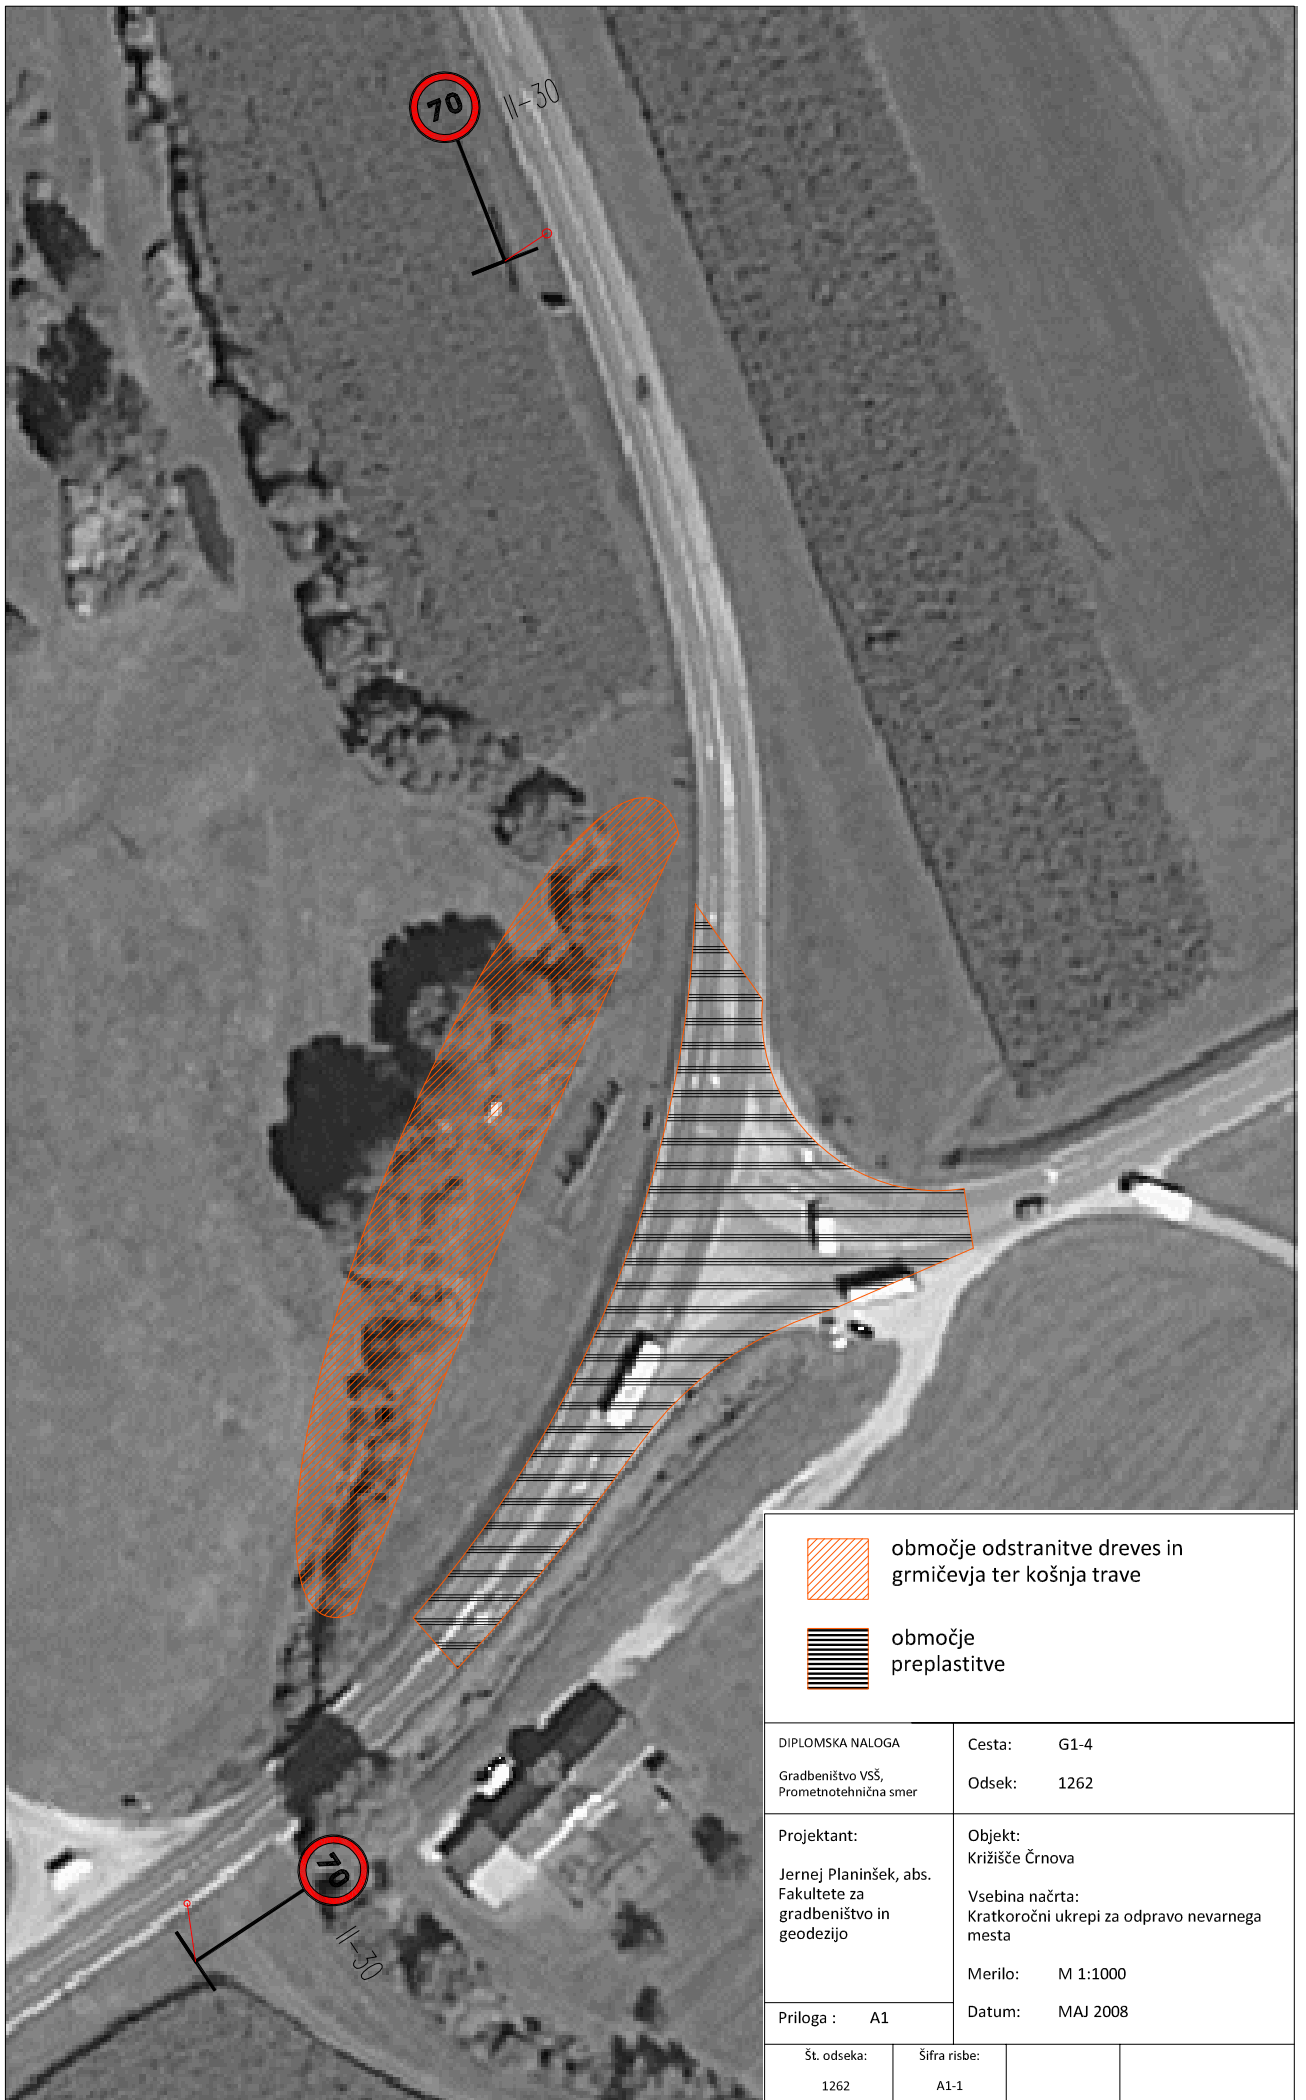 70
II-30
območje odstranitve dreves in
grmičevja ter košnja trave
območje
preplastitve
DIPLOMSKA NALOGA
Gradbeništvo VSŠ,
Prometnotehnična smer
Cesta: G1-4
Odsek: 1262
Projektant:
Jernej Planinšek, abs.
Fakultete za
gradbeništvo in
geodezijo
Objekt:
Križišče Črnova
Vsebina načrta:
Kratkoročni ukrepi za odpravo nevarnega
mesta
Merilo: M 1:1000
Datum: MAJ 2008
Priloga : A1
Št. odseka:
1262
Šifra risbe:
A1-1
70
II-30